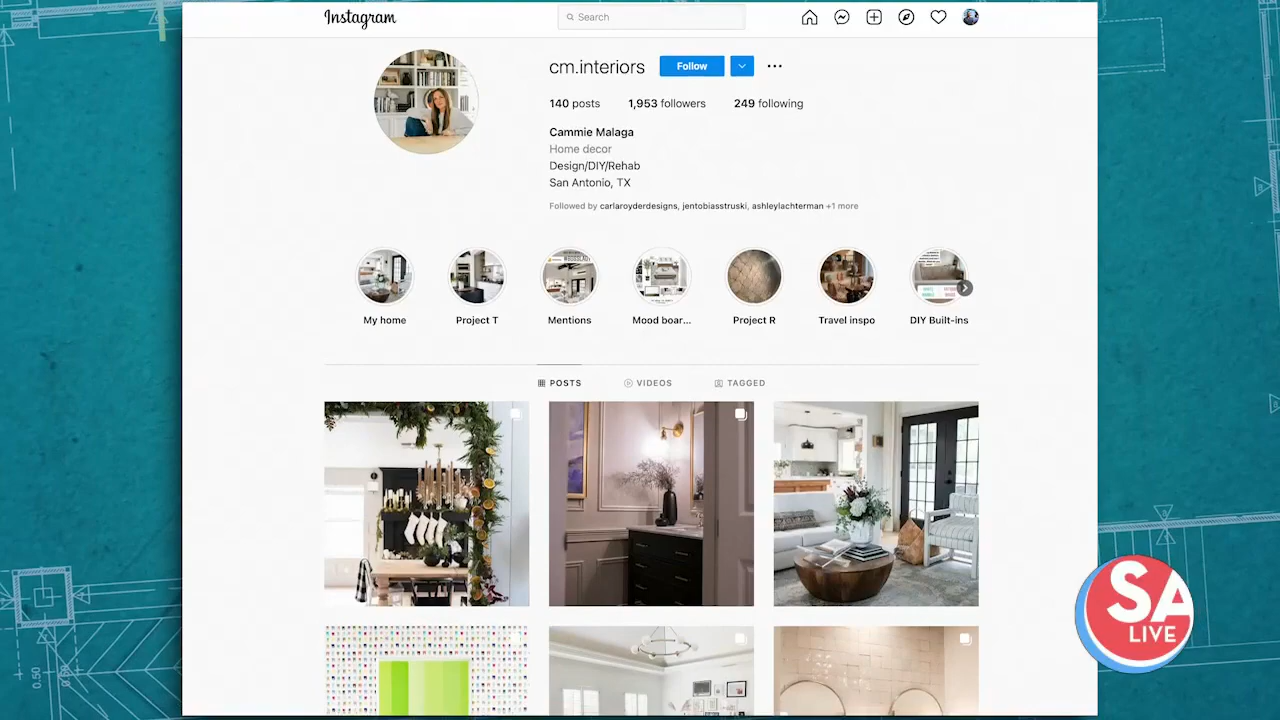 Instagram
Search
cm.interiors
Follow
140 posts 1,953 followers 249 following
Cammie Malaga
Home decor
Design/DIY/Rehab
San Antonio, TX
Followed by carlaroyderdesigns, jentobiasstruski, ashleylachterman +1 more
My home
Project T
Mentions
Mood boar...
Project R
Travel inspo
DIY Built-ins
POSTS
VIDEOS
TAGGED
SA
LIVE
0.50